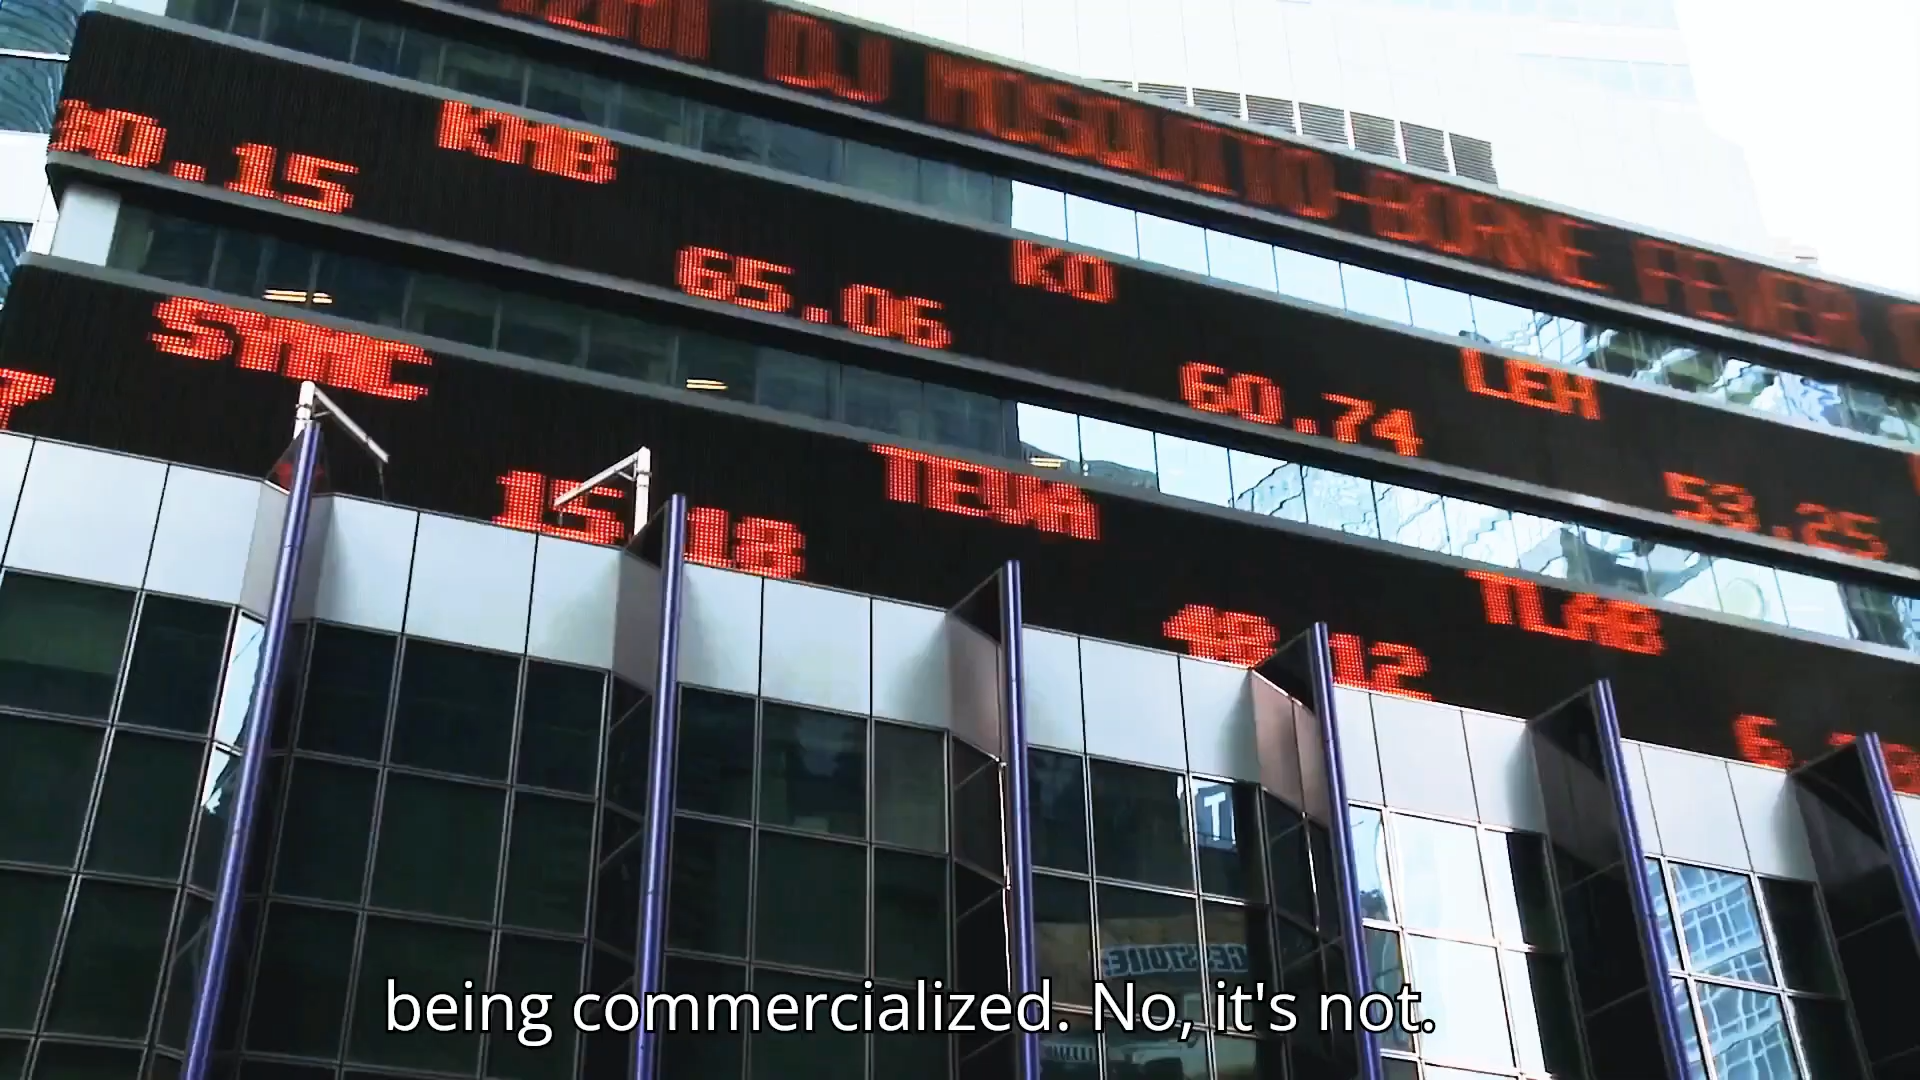 DJ MOSQUITO-BORNE FEVER
.15 KMB
65.06 KO
60.74 LEH
53.25
SYMC
15.18 TEVA
48.12 TLAB
6.
T
being commercialized. No, it's not.